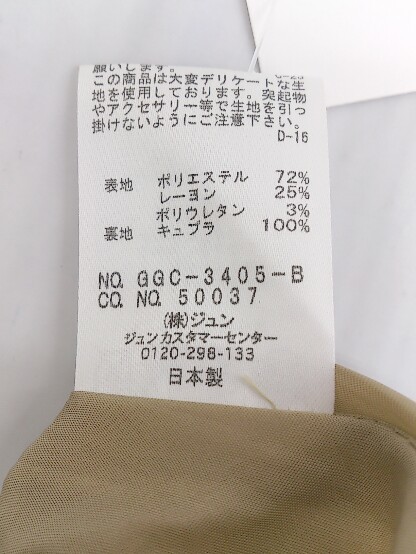 願いします。
この商品は大変デリケートな生
地を使用しております。突起物
やアクセサリー等で生地を引っ
掛けないようにご注意下さい。
D-16
表地 ポリエステル 72%
レーヨン 25%
ポリウレタン 3%
裏地 キュプラ 100%
NO. GGC-3405-B
CO. NO. 50037
(株)ジュン
ジュンカスタマーセンター
0120-298-133
日本製